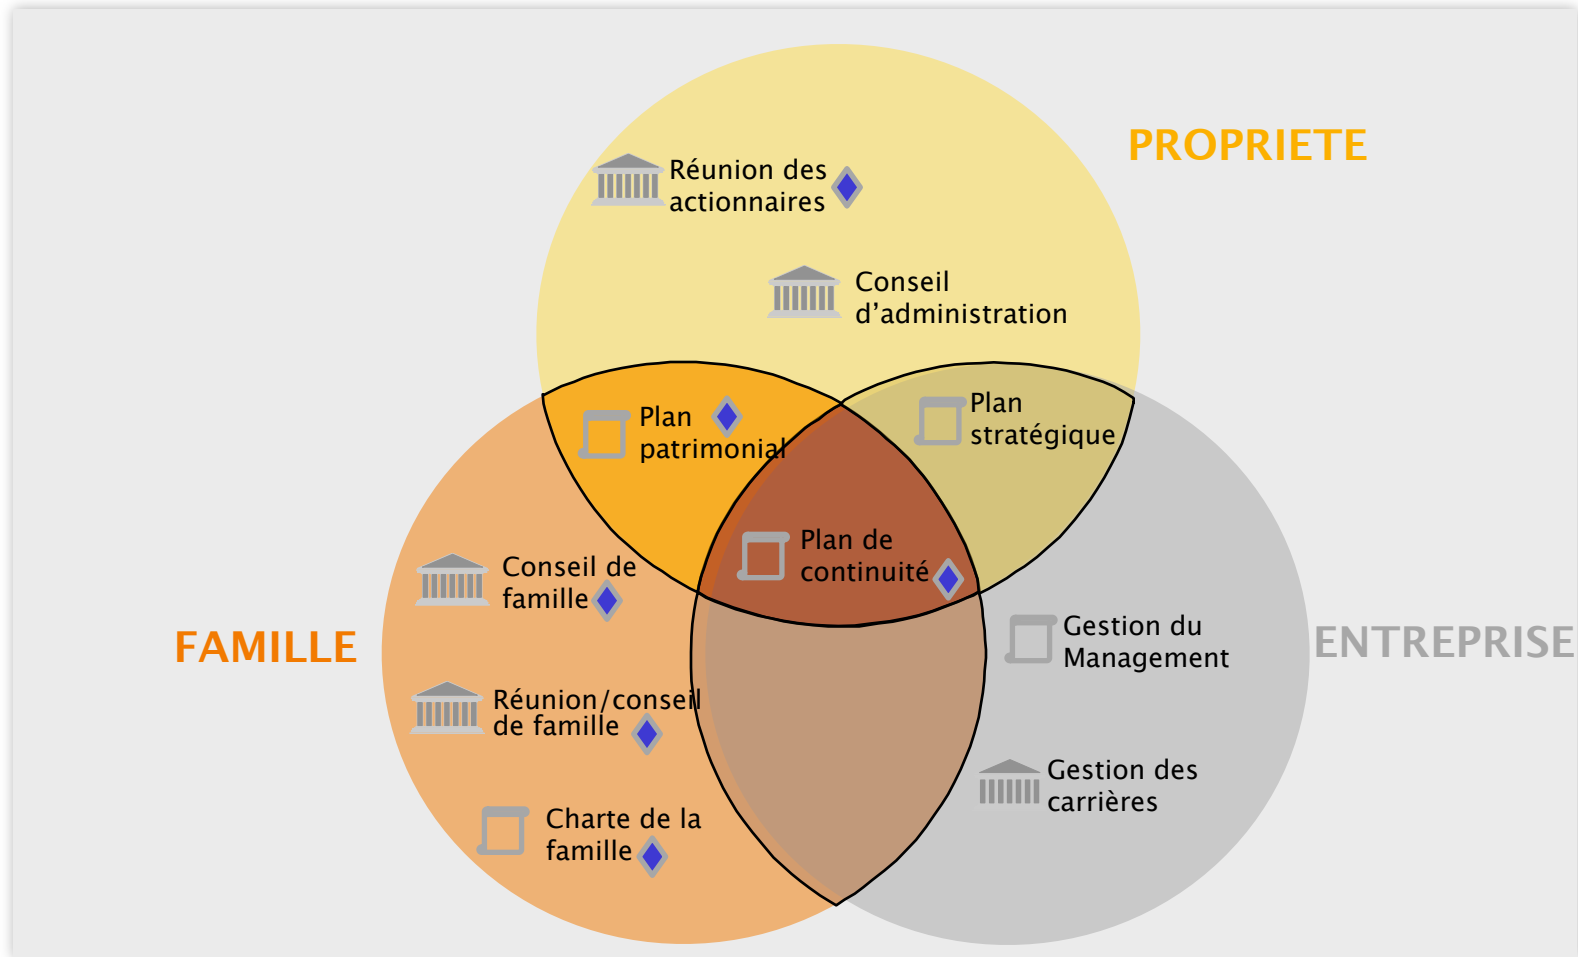 PROPRIETE
Réunion des
actionnaires
Conseil
d’administration
Plan
patrimonial
Plan
stratégique
Plan de
continuité
Conseil de
famille
FAMILLE
Gestion du
Management
ENTREPRISE
Réunion/conseil
de famille
Gestion des
carrières
Charte de la
famille